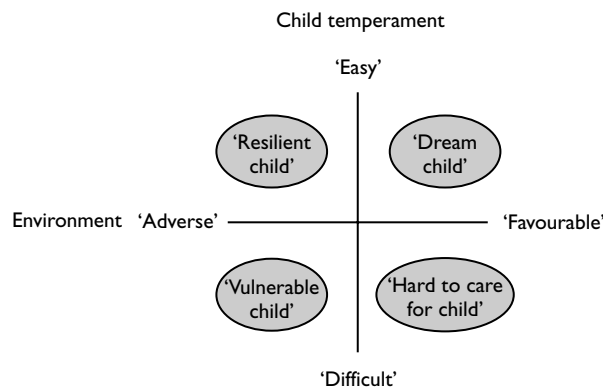 Child temperament
‘Easy’
‘Resilient
child’
‘Dream
child’
Environment ‘Adverse’
‘Favourable’
‘Vulnerable
child’
‘Hard to care
for child’
‘Difficult’